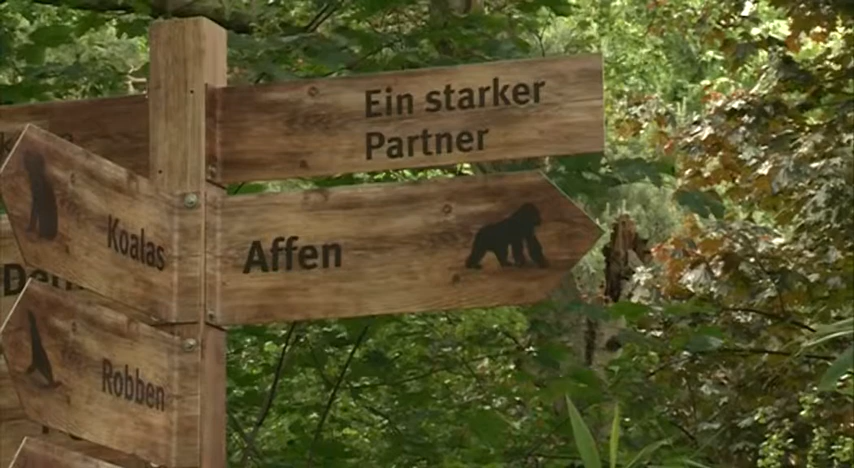 Ein starker
Partner
Koalas
Affen
Robben